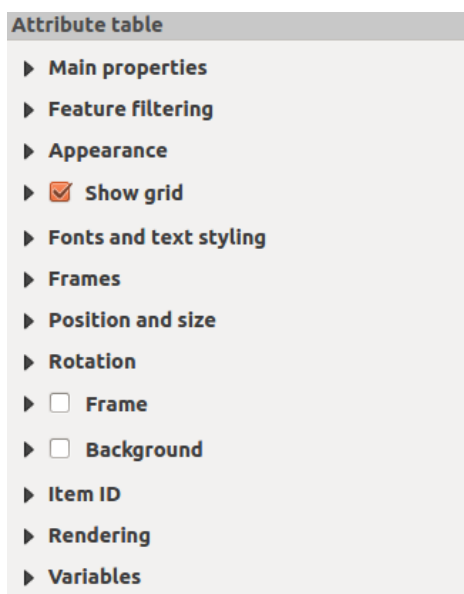 Attribute table
Main properties
Feature filtering
Appearance
Show grid
Fonts and text styling
Frames
Position and size
Rotation
Frame
Background
Item ID
Rendering
Variables